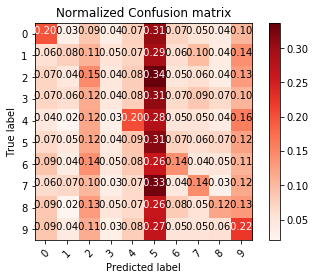 Normalized Confusion matrix
0 0.20 0.03 0.09 0.04 0.07 0.31 0.07 0.05 0.04 0.10
1 0.06 0.08 0.11 0.05 0.07 0.29 0.06 0.10 0.04 0.14
2 0.07 0.04 0.15 0.04 0.08 0.34 0.05 0.06 0.04 0.13
3 0.07 0.06 0.12 0.04 0.08 0.31 0.07 0.09 0.07 0.10
4 0.04 0.02 0.12 0.03 0.20 0.28 0.05 0.05 0.04 0.16
5 0.07 0.05 0.12 0.04 0.09 0.31 0.05 0.07 0.06 0.12
6 0.09 0.04 0.14 0.05 0.08 0.26 0.14 0.04 0.05 0.11
7 0.06 0.07 0.10 0.03 0.07 0.33 0.04 0.14 0.03 0.12
8 0.09 0.02 0.13 0.05 0.07 0.26 0.08 0.05 0.12 0.13
9 0.09 0.04 0.11 0.04 0.08 0.27 0.05 0.05 0.06 0.22
0 1 2 3 4 5 6 7 8 9
Predicted label
True label
0.30
0.25
0.20
0.15
0.10
0.05